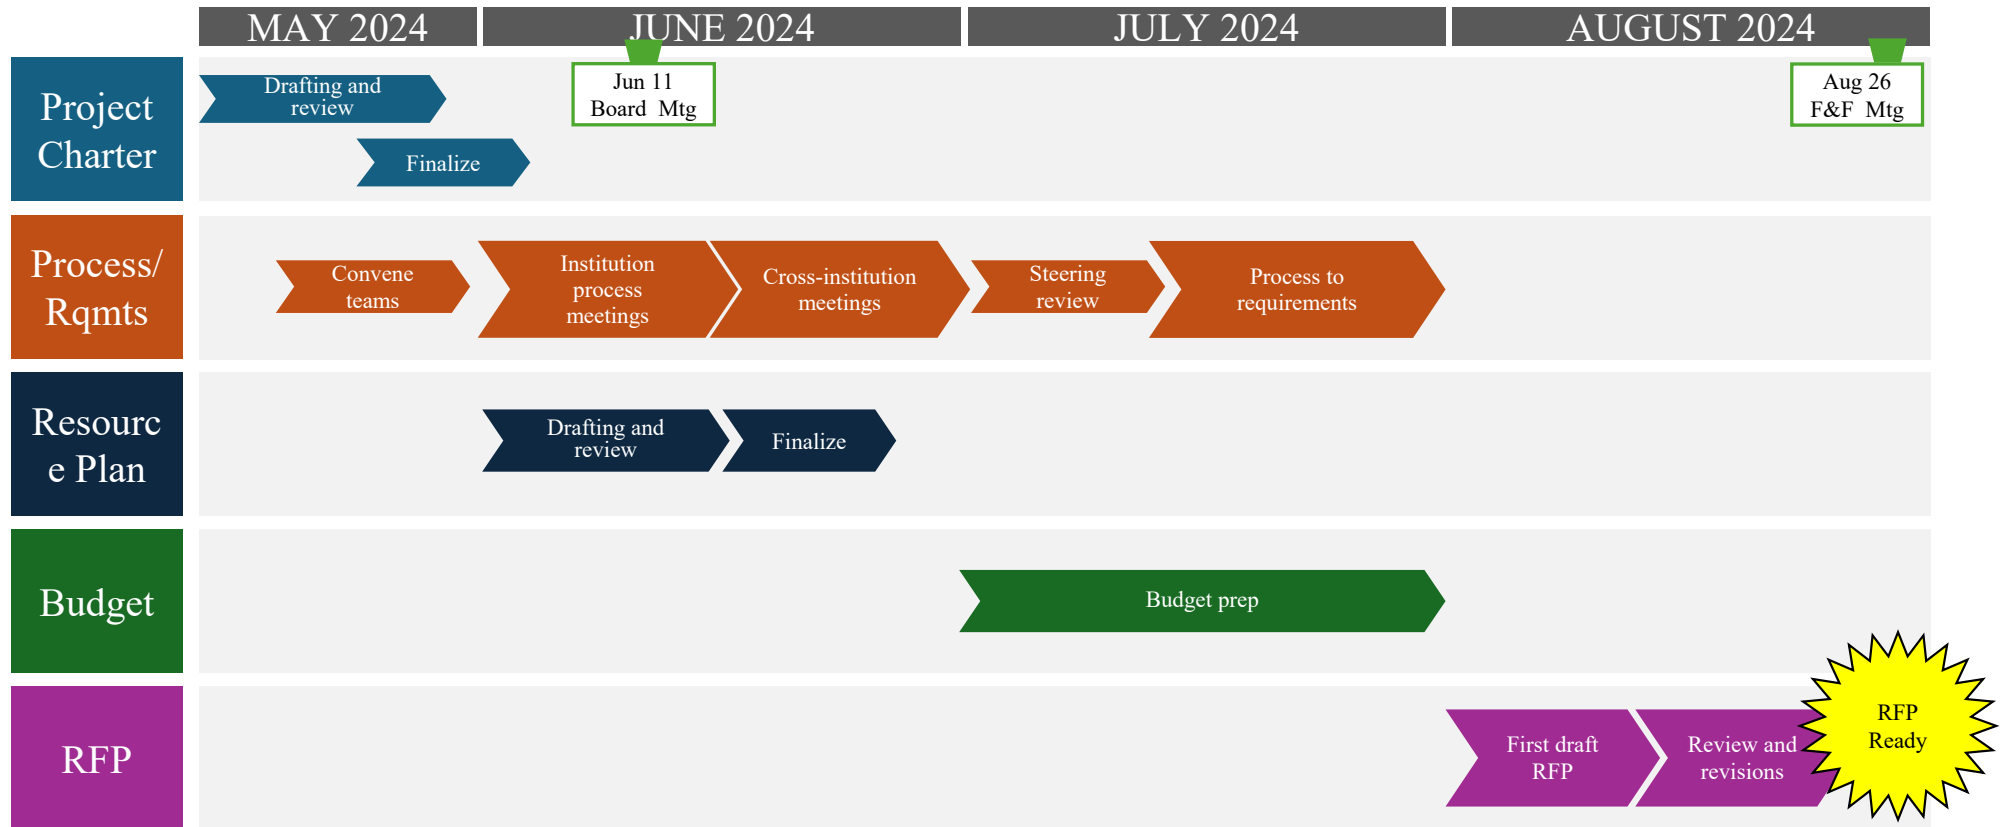 MAY 2024
JUNE 2024
JULY 2024
AUGUST 2024
Jun 11
Board Mtg
Aug 26
F&F Mtg
Project
Charter
Drafting and
review
Finalize
Process/
Rqmts
Convene
teams
Institution
process
meetings
Cross-institution
meetings
Steering
review
Process to
requirements
Resourc
e Plan
Drafting and
review
Finalize
Budget
Budget prep
RFP
First draft
RFP
Review and
revisions
RFP
Ready